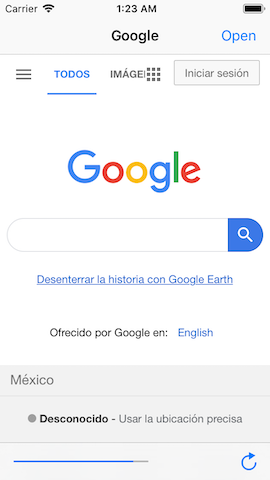 Carrier 1:23 AM
Google Open
TODOS IMÁGE Iniciar sesión
Google
Desenterrar la historia con Google Earth
Ofrecido por Google en: English
México
Desconocido - Usar la ubicación precisa